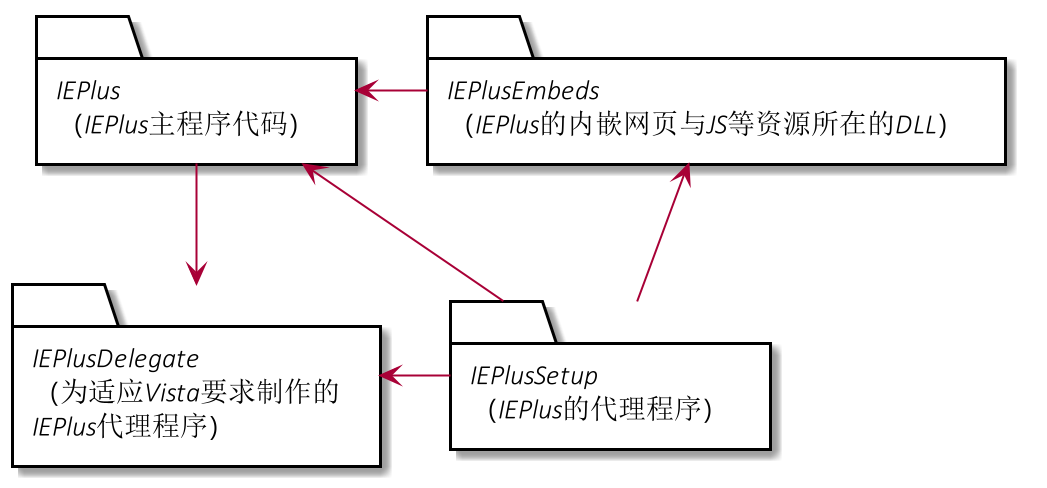 IEPlus
（IEPlus主程序代码）
IEPlusEmbeds
（IEPlus的内嵌网页与JS等资源所在的DLL）
IEPlusDelegate
（为适应Vista要求制作的
IEPlus代理程序）
IEPlusSetup
（IEPlus的代理程序）